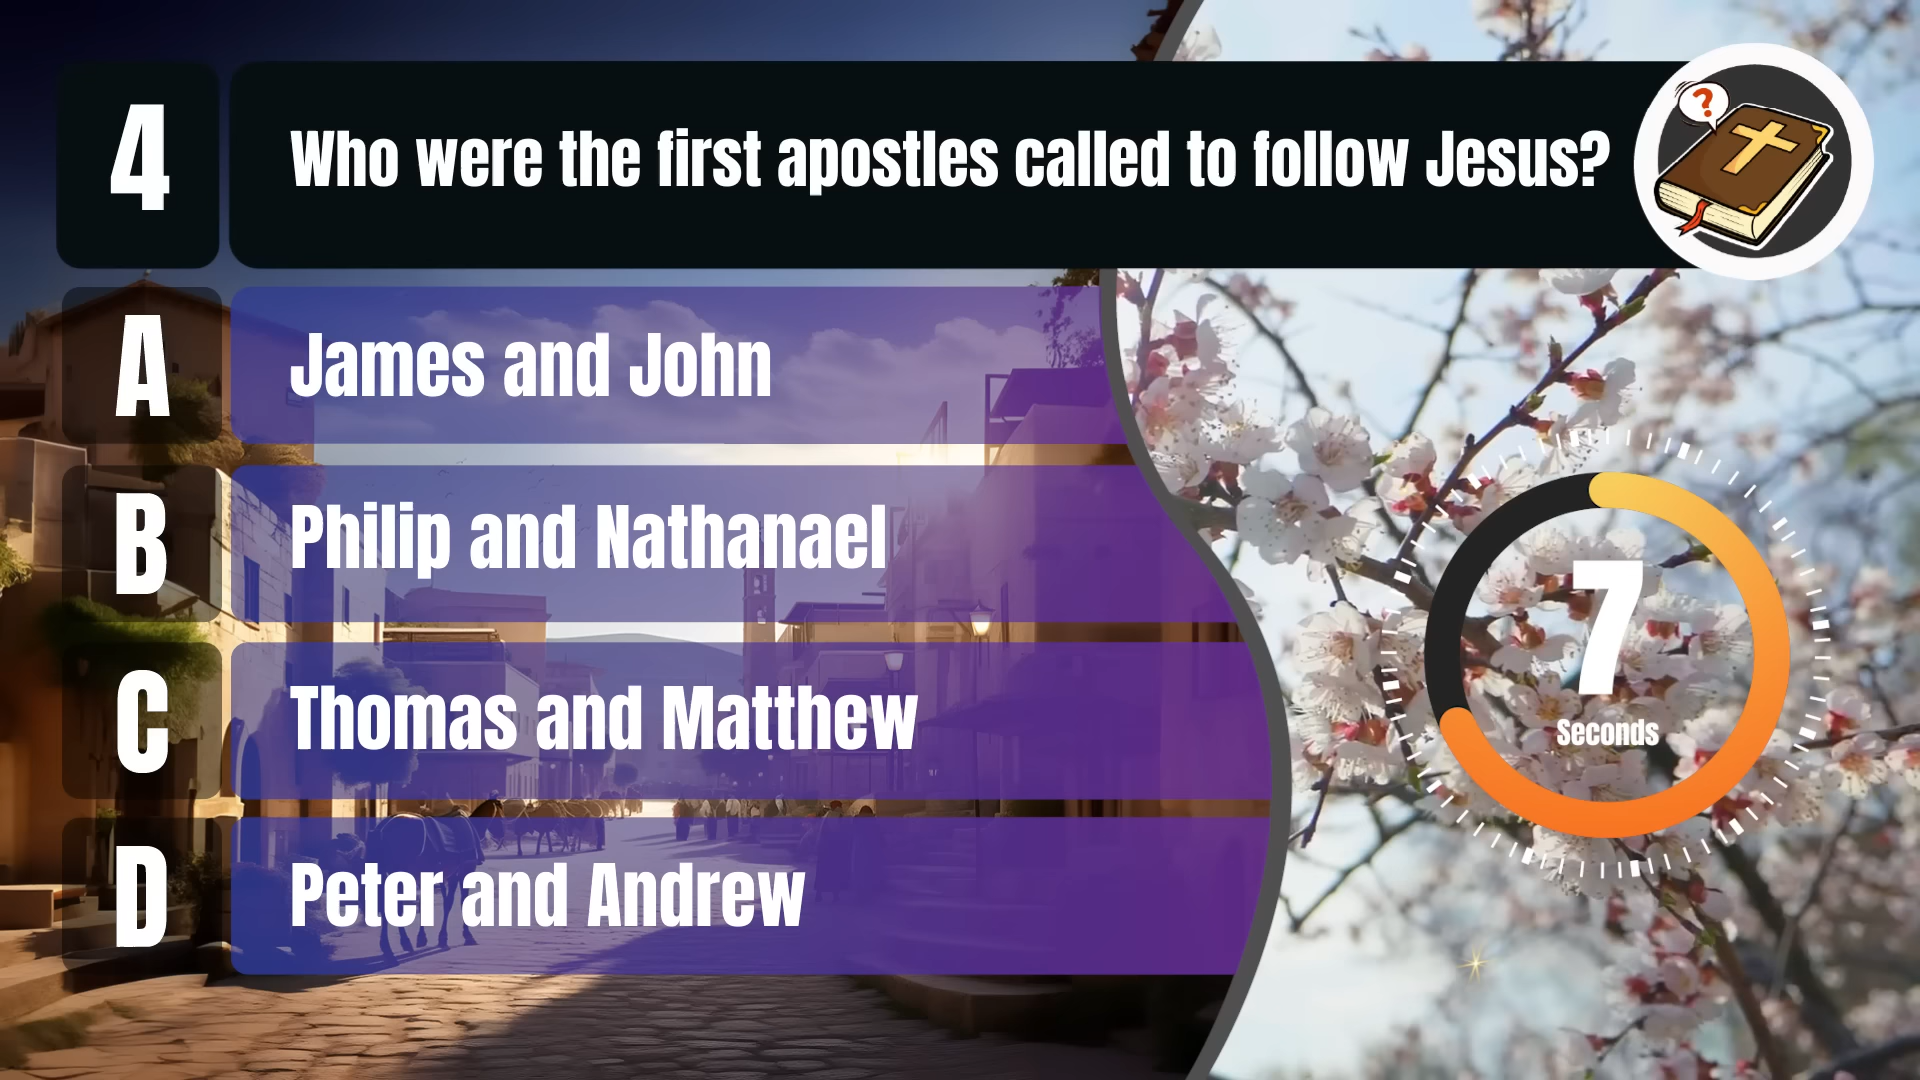 4
Who were the first apostles called to follow Jesus?
?
A
James and John
B
Philip and Nathanael
C
Thomas and Matthew
D
Peter and Andrew
7
Seconds